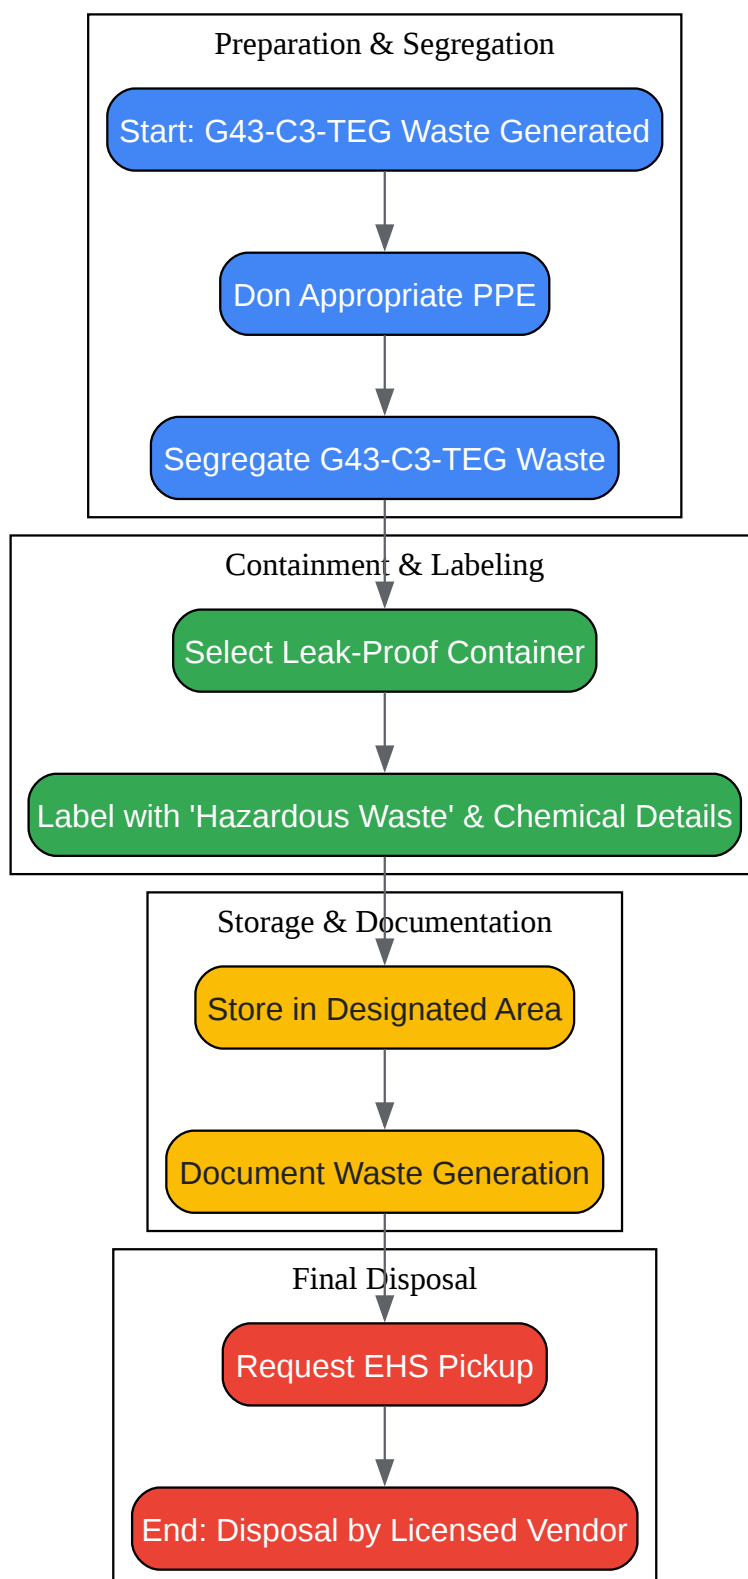 Preparation & Segregation
Start: G43-C3-TEG Waste Generated
Don Appropriate PPE
Segregate G43-C3-TEG Waste
Containment & Labeling
Select Leak-Proof Container
Label with 'Hazardous Waste' & Chemical Details
Storage & Documentation
Store in Designated Area
Document Waste Generation
Final Disposal
Request EHS Pickup
End: Disposal by Licensed Vendor